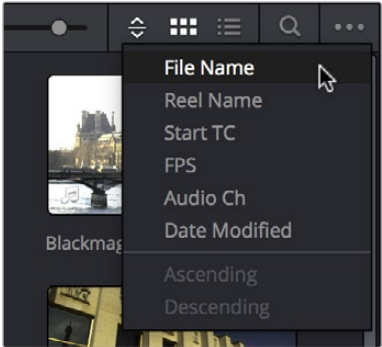 File Name
Reel Name
Start TC
FPS
Audio Ch
Date Modified
Blackmag
Ascending
Descending